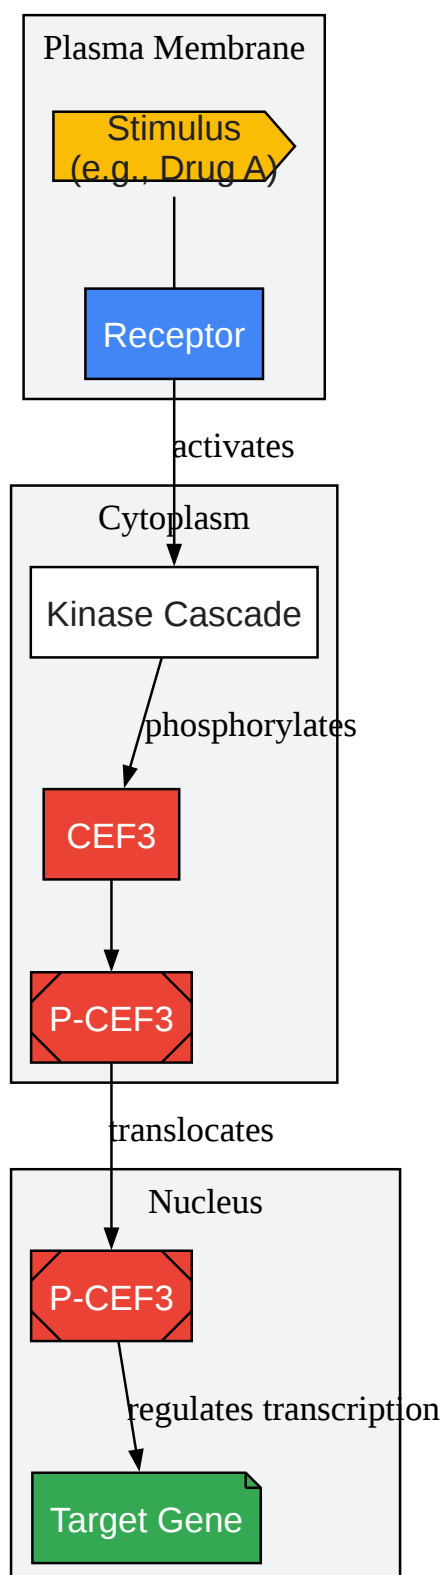 Plasma Membrane
Stimulus
(e.g., Drug A)
Receptor
activates
Cytoplasm
Kinase Cascade
phosphorylates
CEF3
P-CEF3
translocates
Nucleus
P-CEF3
regulates transcription
Target Gene